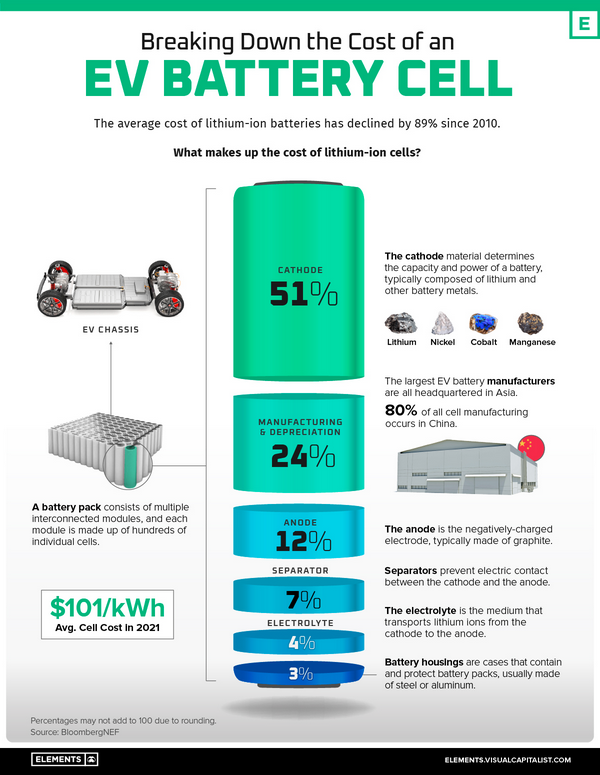 E
Breaking Down the Cost of an
EV BATTERY CELL
The average cost of lithium-ion batteries has declined by 89% since 2010.
What makes up the cost of lithium-ion cells?
EV CHASSIS
A battery pack consists of multiple
interconnected modules, and each
module is made up of hundreds of
individual cells.
$101/kWh
Avg. Cell Cost in 2021
CATHODE
51%
MANUFACTURING
& DEPRECIATION
24%
ANODE
12%
SEPARATOR
7%
ELECTROLYTE
4%
3%
The cathode material determines
the capacity and power of a battery,
typically composed of lithium and
other battery metals.
Lithium Nickel Cobalt Manganese
The largest EV battery manufacturers
are all headquartered in Asia.
80% of all cell manufacturing
occurs in China.
The anode is the negatively-charged
electrode, typically made of graphite.
Separators prevent electric contact
between the cathode and the anode.
The electrolyte is the medium that
transports lithium ions from the
cathode to the anode.
Battery housings are cases that contain
and protect battery packs, usually made
of steel or aluminum.
Percentages may not add to 100 due to rounding.
Source: BloombergNEF
ELEMENTS
ELEMENTS.VISUALCAPITALIST.COM